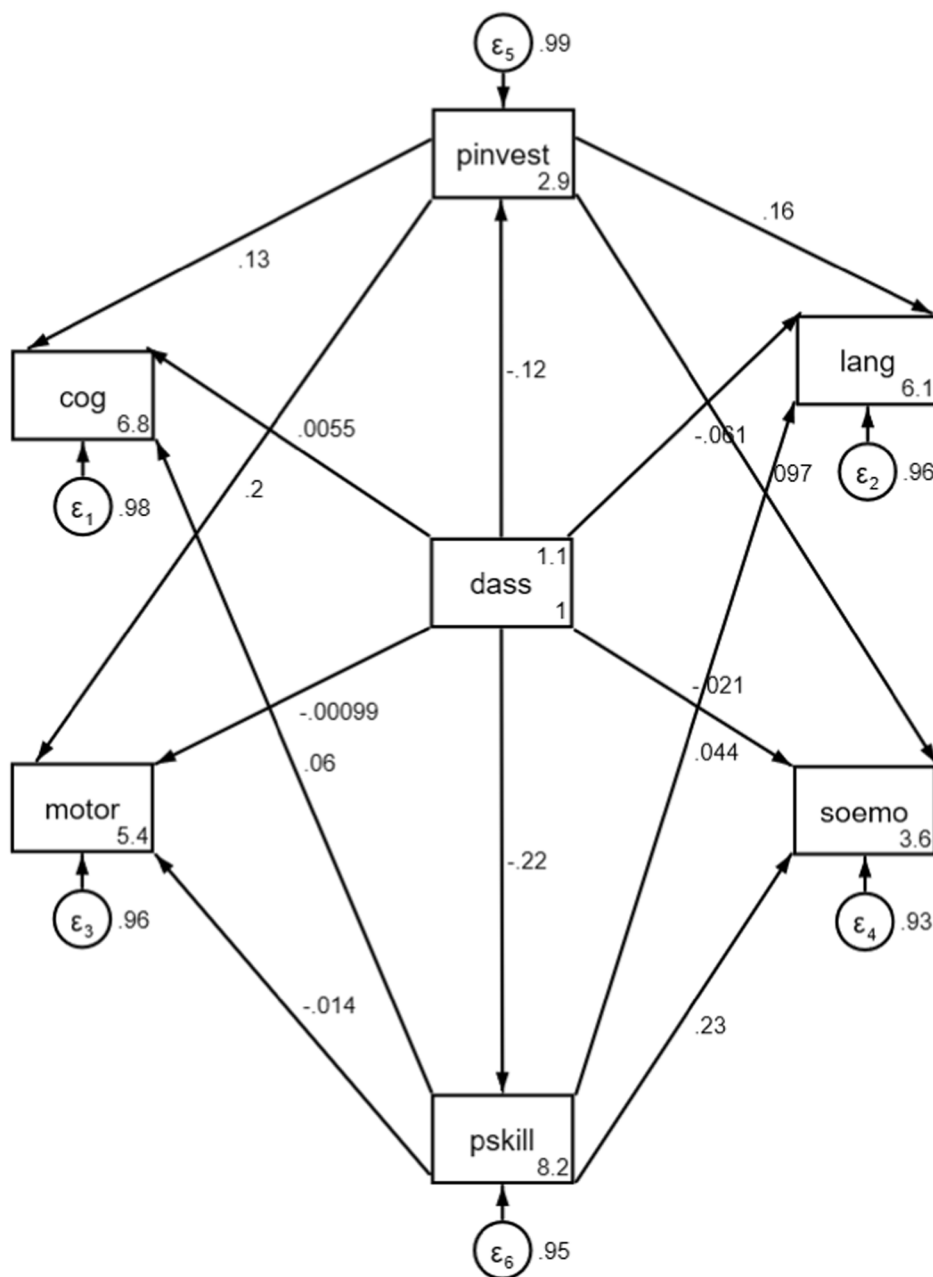 ε5 .99
pinvest
2.9
.13
.16
cog
6.8
lang
6.1
-.12
.0055
-.061
.2
.097
ε1 .98
ε2 .96
1.1
dass
1
-.00099
-.021
.06
.044
motor
5.4
soemo
3.6
-.22
ε3 .96
ε4 .93
-.014
.23
pskill
8.2
ε6 .95